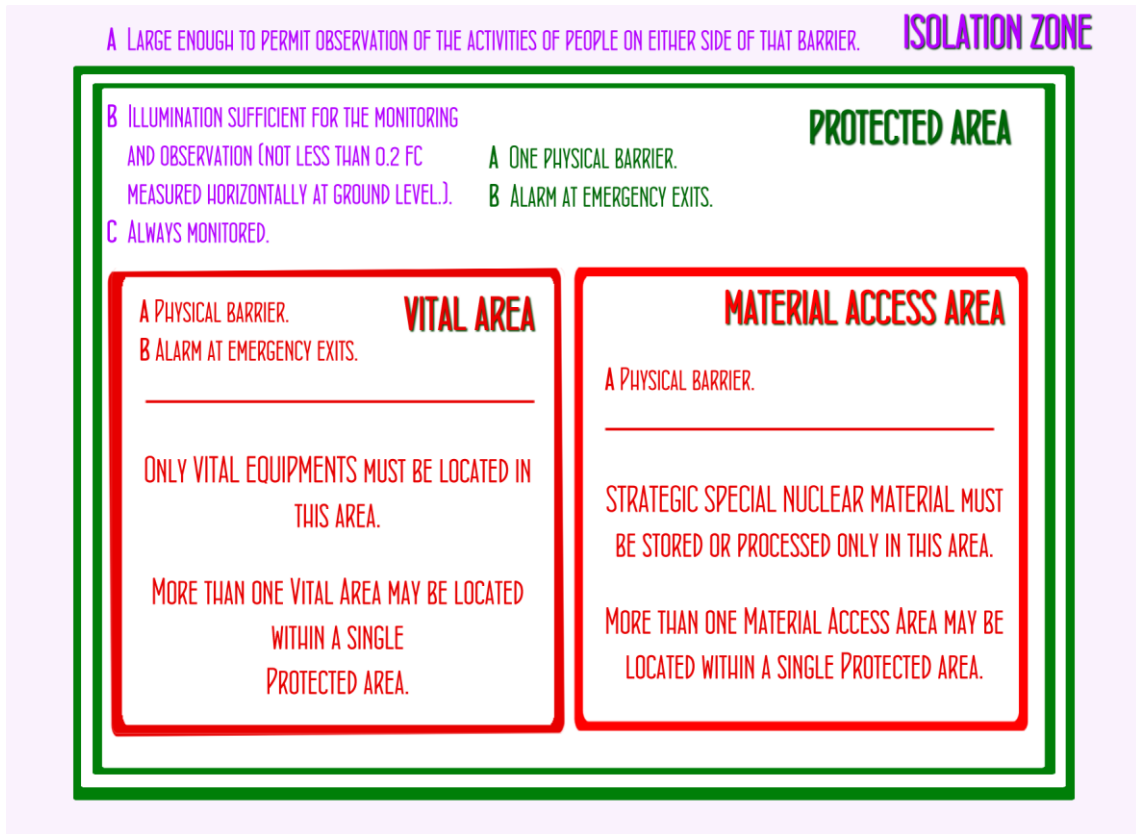 A Large enough to permit observation of the activities of people on either side of that barrier.
ISOLATION ZONE
B Illumination sufficient for the monitoring
and observation (not less than 0.2 fc
measured horizontally at ground level.).
C Always monitored.
PROTECTED AREA
A One physical barrier.
B Alarm at emergency exits.
VITAL AREA
A Physical barrier.
B Alarm at emergency exits.
Only VITAL EQUIPMENTS must be located in
this area.
More than one Vital Area may be located
within a single
Protected area.
MATERIAL ACCESS AREA
A Physical barrier.
STRATEGIC SPECIAL NUCLEAR MATERIAL must
be stored or processed only in this area.
More than one Material Access Area may be
located within a single Protected area.